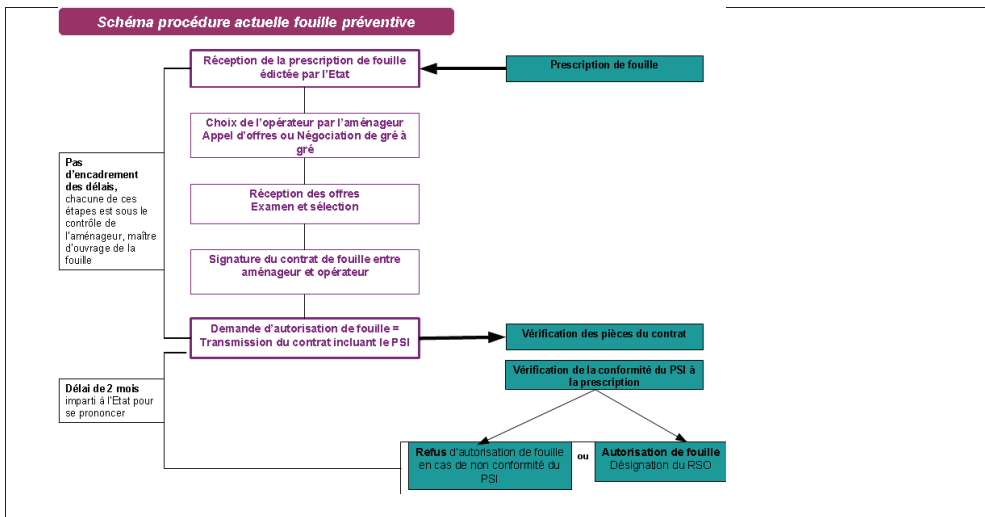 Schéma procédure actuelle fouille préventive
Réception de la prescription de fouille
édictée par l'Etat
Prescription de fouille
Choix de l'opérateur par l'aménageur
Appel d'offres ou Négociation de gré à
gré
Pas
d'encadrement
des délais,
chacune de ces
étapes est sous le
contrôle de
l'aménageur, maître
d'ouvrage de la
fouille
Réception des offres
Examen et sélection
Signature du contrat de fouille entre
aménageur et opérateur
Demande d'autorisation de fouille =
Transmission du contrat incluant le PSI
Vérification des pièces du contrat
Vérification de la conformité du PSI à
la prescription
Délai de 2 mois
imparti à l'Etat pour
se prononcer
Refus d'autorisation de fouille
en cas de non conformité du
PSI
ou
Autorisation de fouille
Désignation du RSO